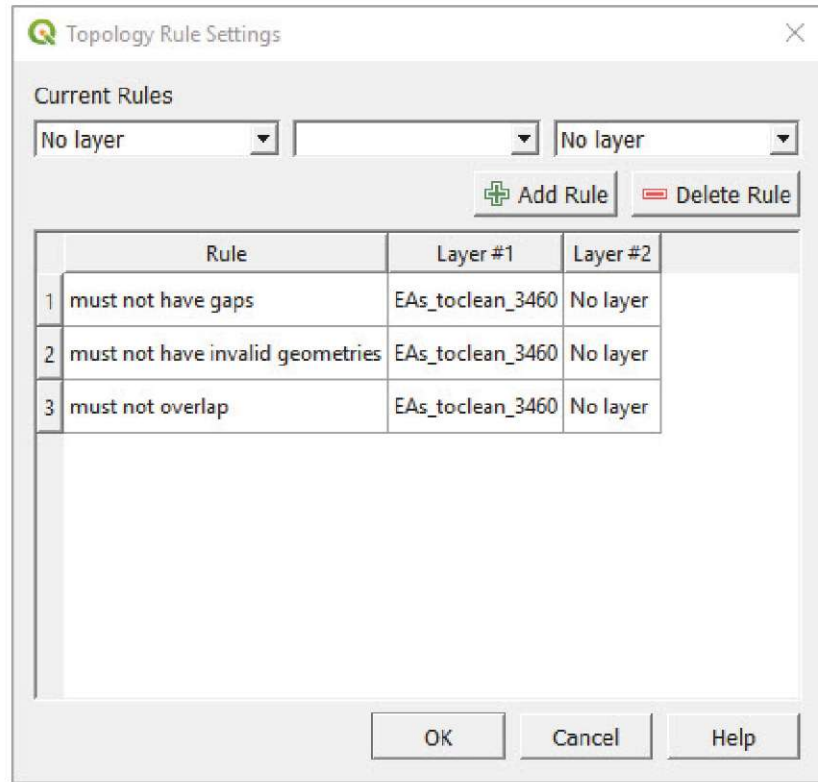 Topology Rule Settings
Current Rules
No layer No layer
Add Rule Delete Rule
Rule Layer #1 Layer #2
1 must not have gaps EAs_toclean_3460 No layer
2 must not have invalid geometries EAs_toclean_3460 No layer
3 must not overlap EAs_toclean_3460 No layer
OK Cancel Help